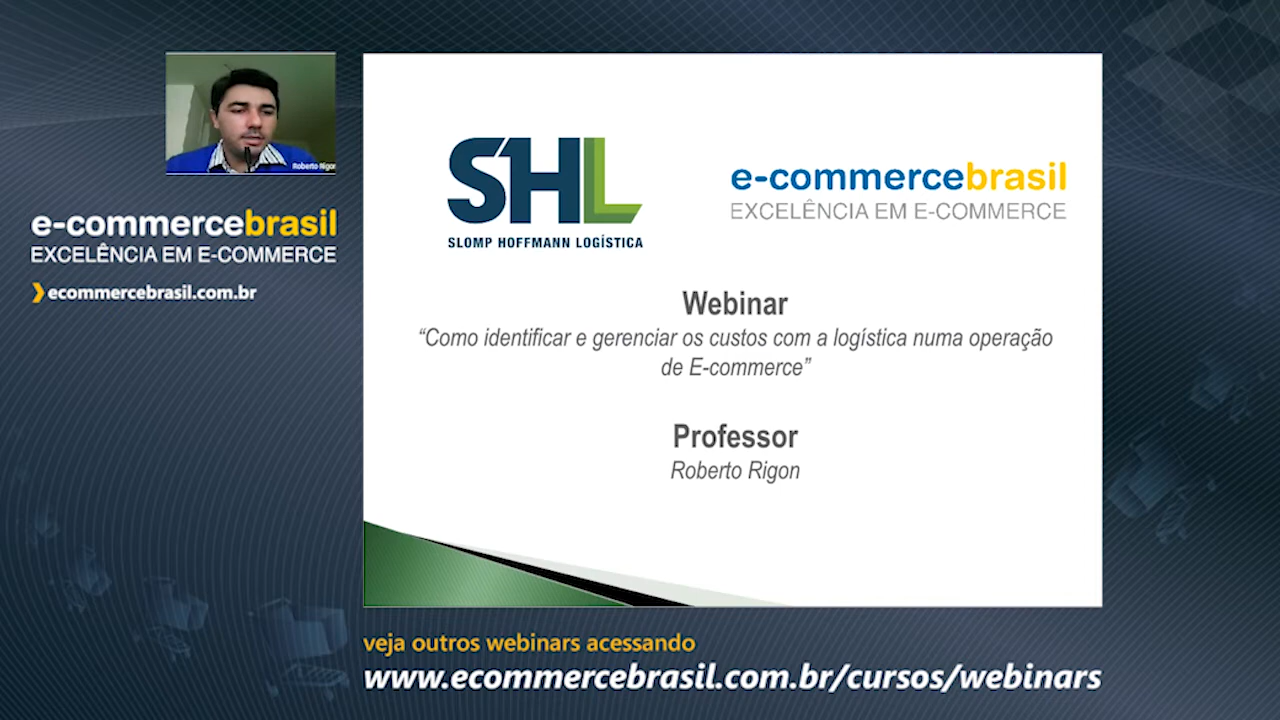 Roberto Rigon
e-commercebrasil
EXCELÊNCIA EM E-COMMERCE
ecommercebrasil.com.br
SHL
SLOMP HOFFMANN LOGÍSTICA
e-commercebrasil
EXCELÊNCIA EM E-COMMERCE
Webinar
“Como identificar e gerenciar os custos com a logística numa operação
de E-commerce”
Professor
Roberto Rigon
veja outros webinars acessando
www.ecommercebrasil.com.br/cursos/webinars